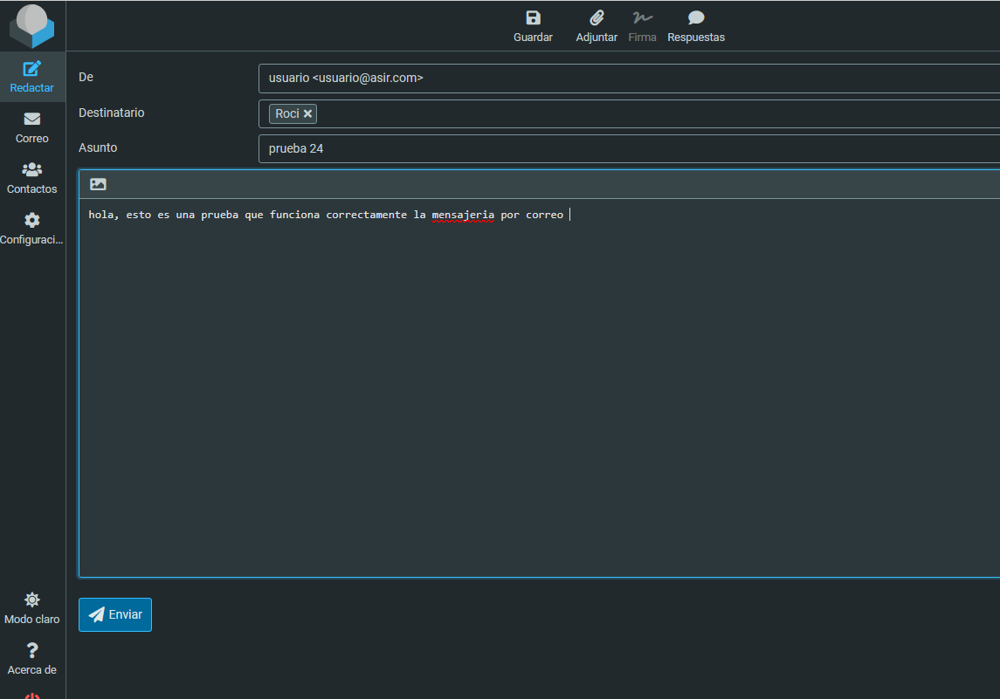 Guardar Adjuntar Firma Respuestas
Redactar
Correo
Contactos
Configuraci...
De usuario <usuario@asir.com>
Destinatario Roci
Asunto prueba 24
hola, esto es una prueba que funciona correctamente la mensajeria por correo
Enviar
Modo claro
Acerca de